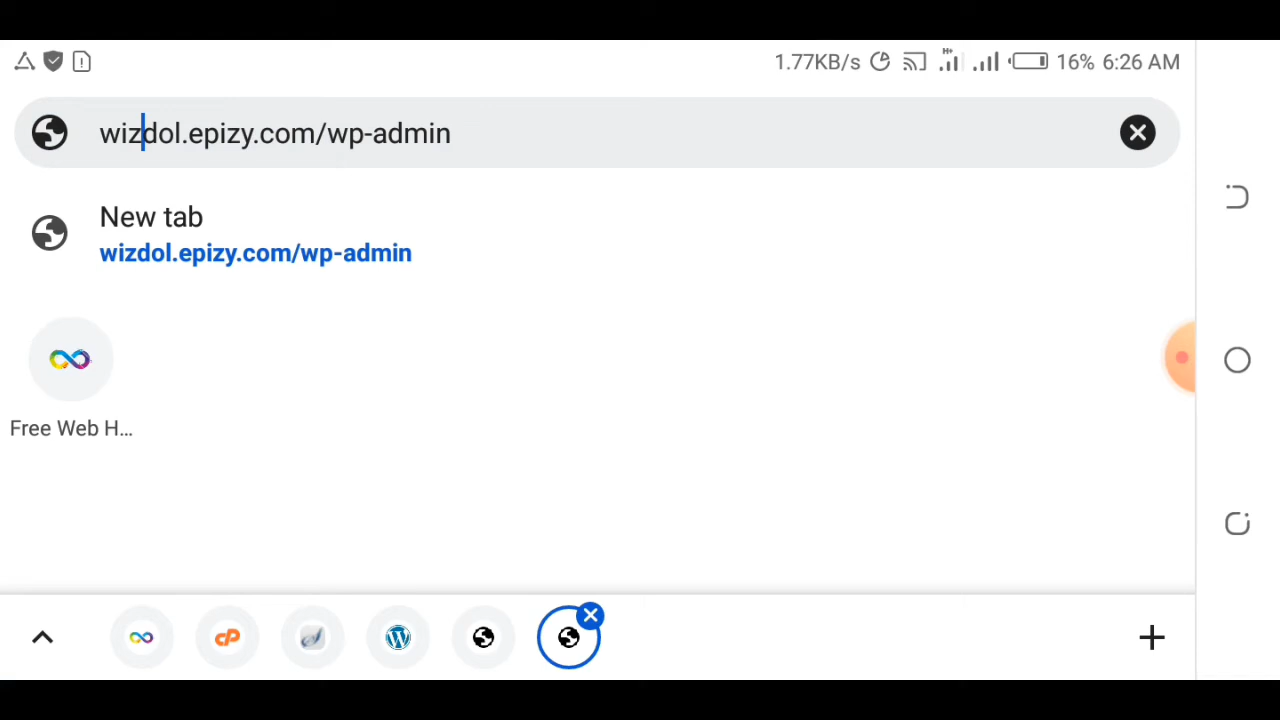 1.77KB/s H+ 16% 6:26 AM
wizdol.epizy.com/wp-admin
New tab
wizdol.epizy.com/wp-admin
Free Web H...